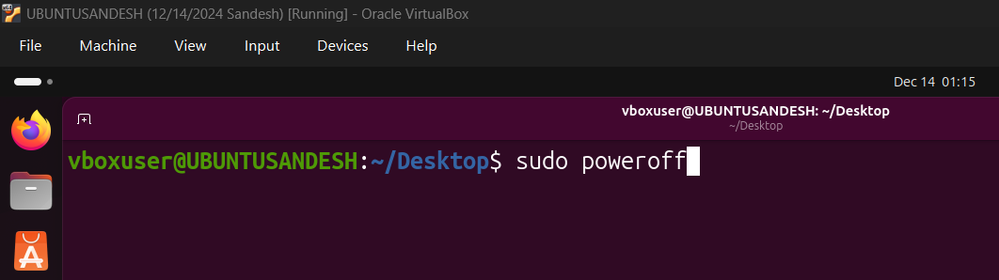 UBUNTUSANDESH (12/14/2024 Sandesh) [Running] - Oracle VirtualBox
File Machine View Input Devices Help
Dec 14 01:15
vboxuser@UBUNTUSANDESH: ~/Desktop
~/Desktop
vboxuser@UBUNTUSANDESH:~/Desktop$ sudo poweroff